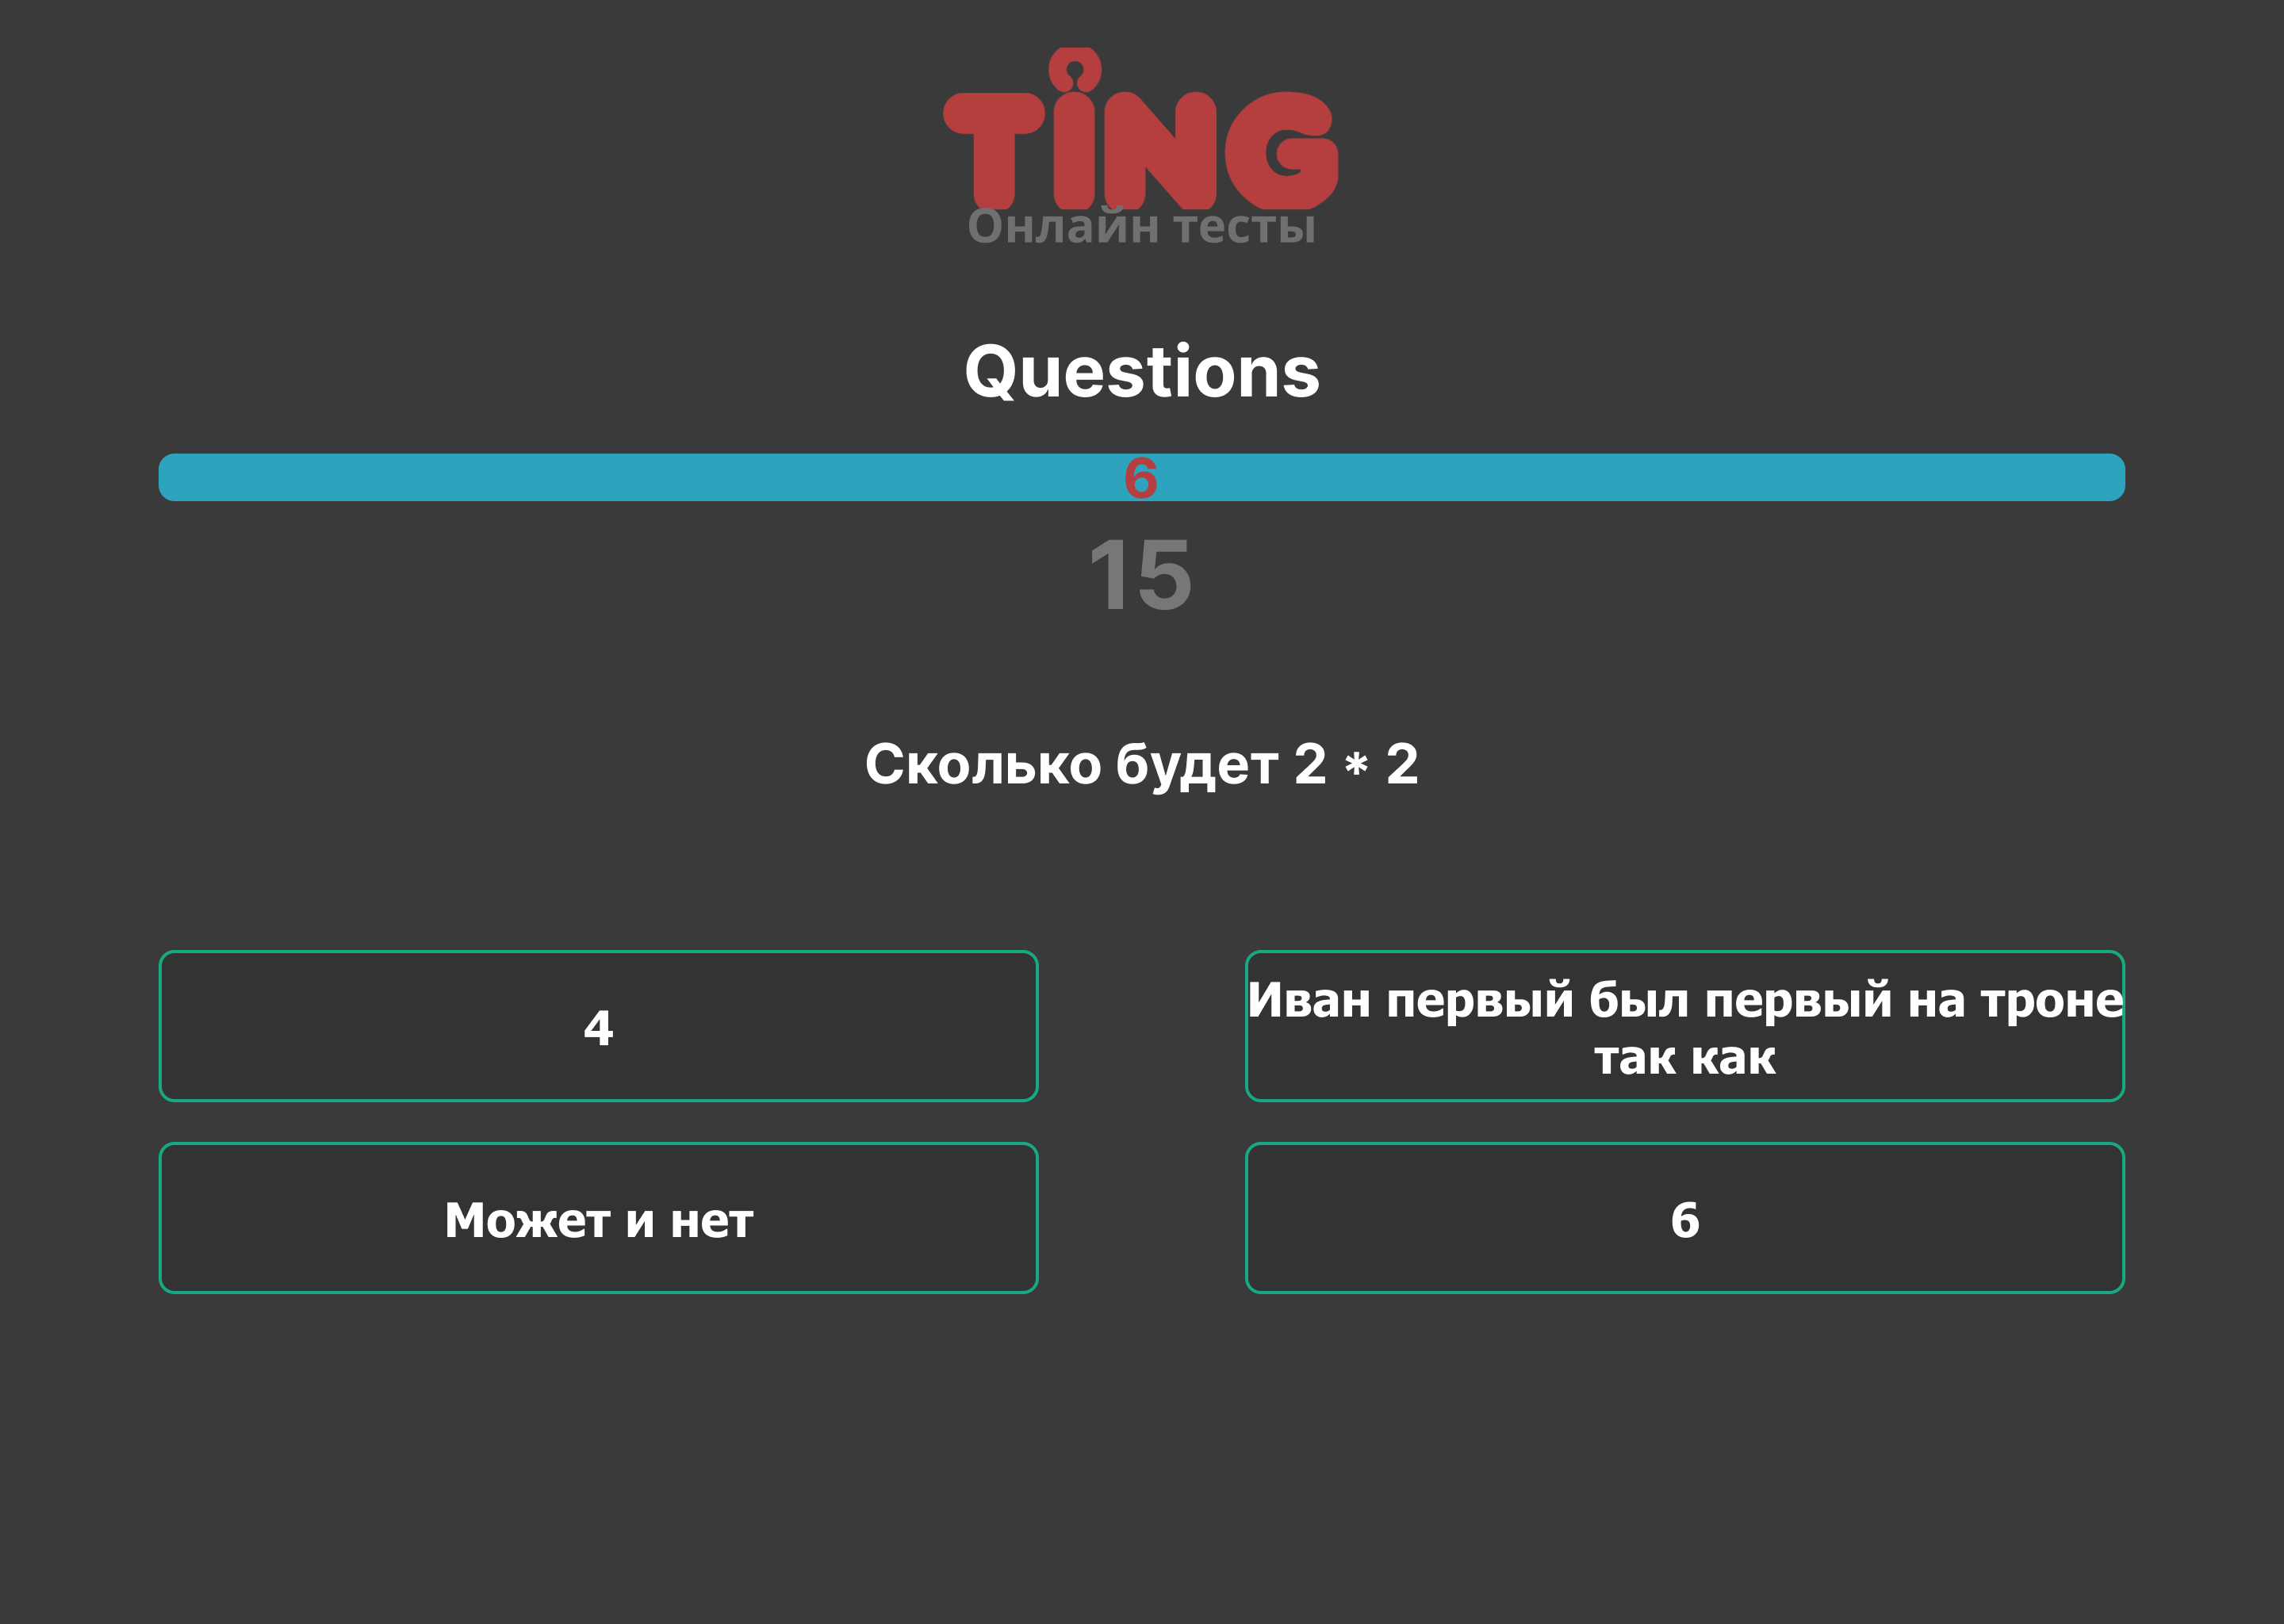 TING
Онлайн тесты
Questions
6
15
Сколько будет 2 * 2
4
Иван первый был первый на троне
так как
Может и нет
6